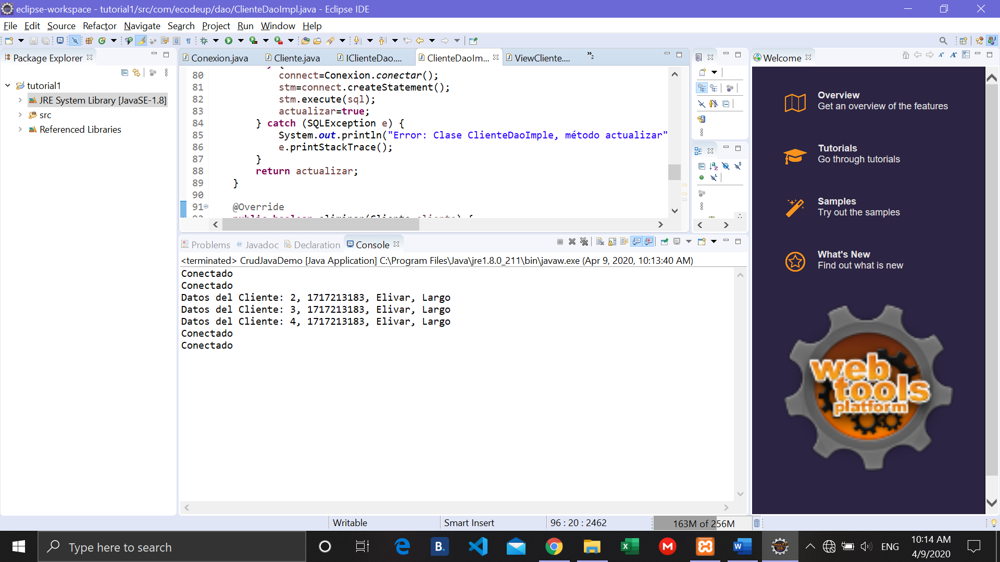 eclipse-workspace - tutorial1/src/com/ecodeup/dao/ClienteDaoImpl.java - Eclipse IDE
File Edit Source Refactor Navigate Search Project Run Window Help
Package Explorer
tutorial1
JRE System Library [JavaSE-1.8]
src
Referenced Libraries
Conexion.java Cliente.java IClienteDao.... ClienteDaoIm... ViewCliente.... »2
80 connect=Conexion.conectar();
81 stm=connect.createStatement();
82 stm.execute(sql);
83 actualizar=true;
84 } catch (SQLException e) {
85 System.out.println("Error: Clase ClienteDaoImple, método actualizar"
86 e.printStackTrace();
87 }
88 return actualizar;
89 }
90
91 @Override
public boolean eliminar(Cliente cliente) {
Problems Javadoc Declaration Console
<terminated> CrudJavaDemo [Java Application] C:\Program Files\Java\jre1.8.0_211\bin\javaw.exe (Apr 9, 2020, 10:13:40 AM)
Conectado
Conectado
Datos del Cliente: 2, 1717213183, Elivar, Largo
Datos del Cliente: 3, 1717213183, Elivar, Largo
Datos del Cliente: 4, 1717213183, Elivar, Largo
Conectado
Conectado
Welcome
Overview
Get an overview of the features
Tutorials
Go through tutorials
Samples
Try out the samples
What's New
Find out what is new
web
tools
platform
Writable Smart Insert 96 : 20 : 2462 163M of 256M
Type here to search
ENG
10:14 AM
4/9/2020